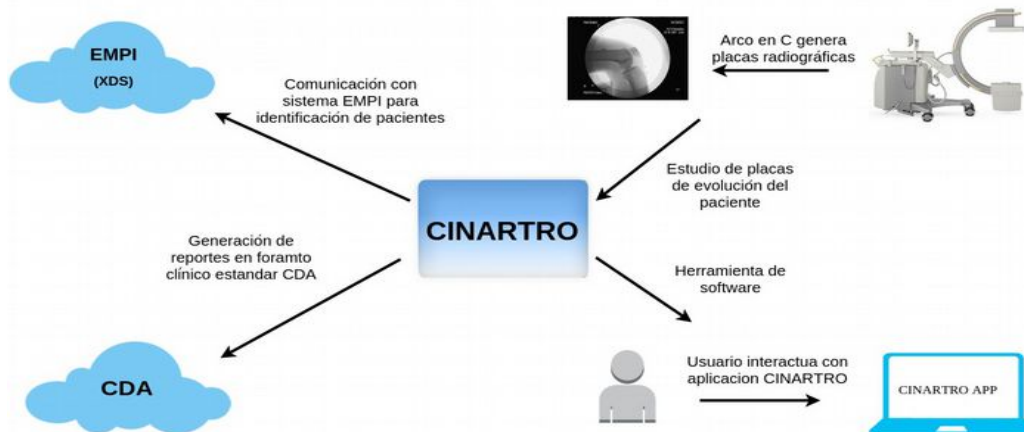 EMPI
(XDS)
Comunicación con
sistema EMPI para
identificación de pacientes
Arco en C genera
placas radiográficas
Estudio de placas
de evolución del
paciente
CINARTRO
Generación de
reportes en foramto
clínico estandar CDA
Herramienta de
software
CDA
Usuario interactua con
aplicacion CINARTRO
CINARTRO APP